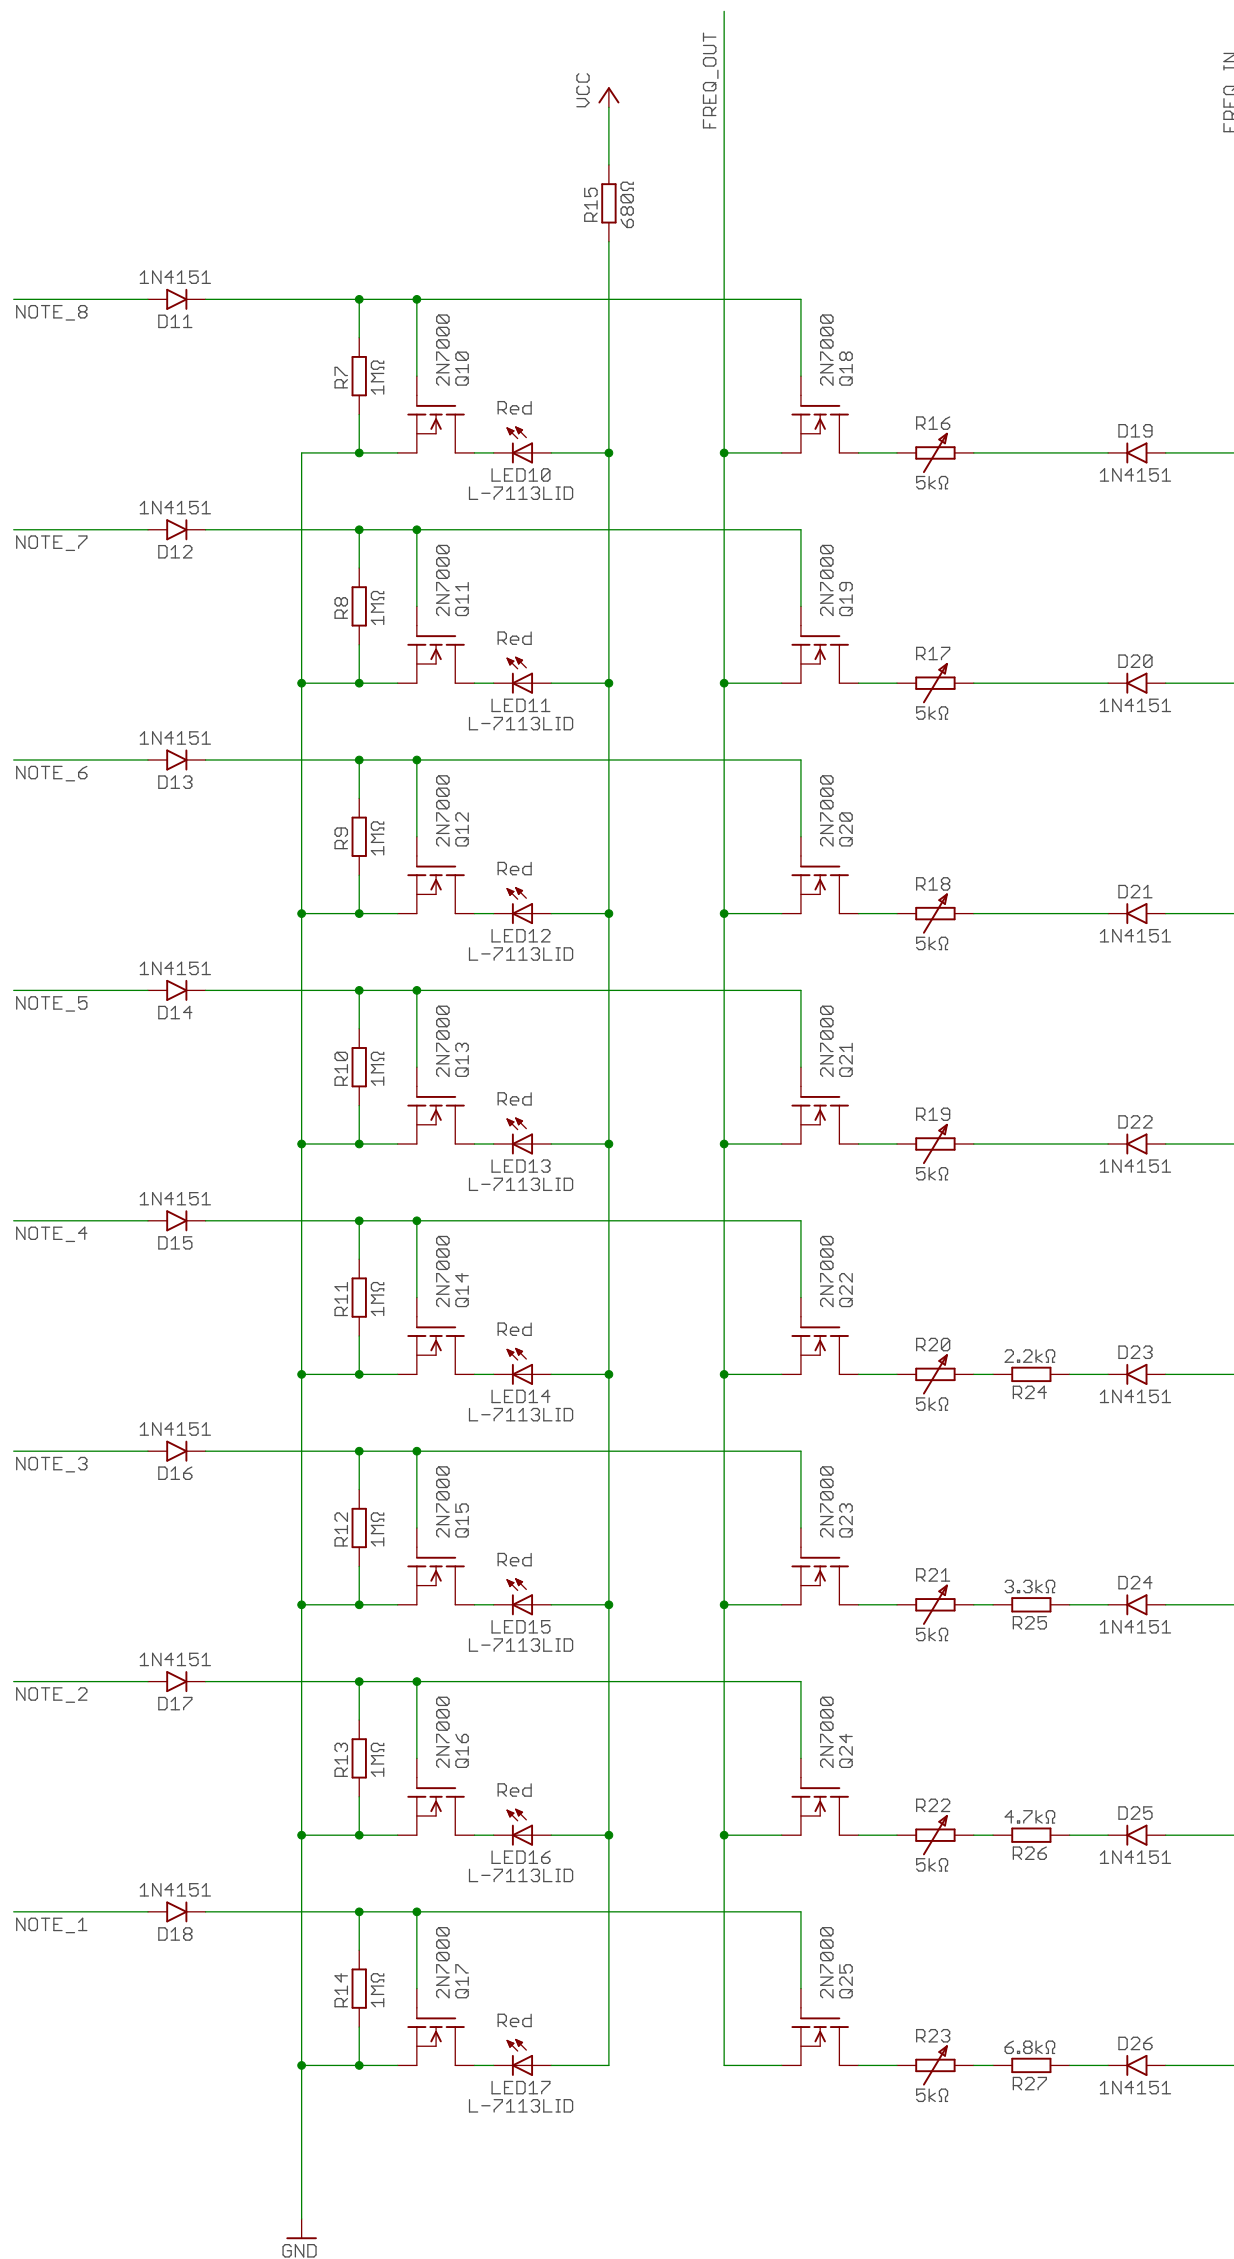 FREQ_OUT
FREQ_IN
VCC
R15
680Ω
1N4151
NOTE_8
D11
R7
1MΩ
2N7000
Q10
Red
LED10
L-7113LID
2N7000
Q18
R16
5kΩ
D19
1N4151
1N4151
NOTE_7
D12
R8
1MΩ
2N7000
Q11
Red
LED11
L-7113LID
2N7000
Q19
R17
5kΩ
D20
1N4151
1N4151
NOTE_6
D13
R9
1MΩ
2N7000
Q12
Red
LED12
L-7113LID
2N7000
Q20
R18
5kΩ
D21
1N4151
1N4151
NOTE_5
D14
R10
1MΩ
2N7000
Q13
Red
LED13
L-7113LID
2N7000
Q21
R19
5kΩ
D22
1N4151
1N4151
NOTE_4
D15
R11
1MΩ
2N7000
Q14
Red
LED14
L-7113LID
2N7000
Q22
R20
5kΩ
2.2kΩ
R24
D23
1N4151
1N4151
NOTE_3
D16
R12
1MΩ
2N7000
Q15
Red
LED15
L-7113LID
2N7000
Q23
R21
5kΩ
3.3kΩ
R25
D24
1N4151
1N4151
NOTE_2
D17
R13
1MΩ
2N7000
Q16
Red
LED16
L-7113LID
2N7000
Q24
R22
5kΩ
4.7kΩ
R26
D25
1N4151
1N4151
NOTE_1
D18
R14
1MΩ
2N7000
Q17
Red
LED17
L-7113LID
2N7000
Q25
R23
5kΩ
6.8kΩ
R27
D26
1N4151
GND